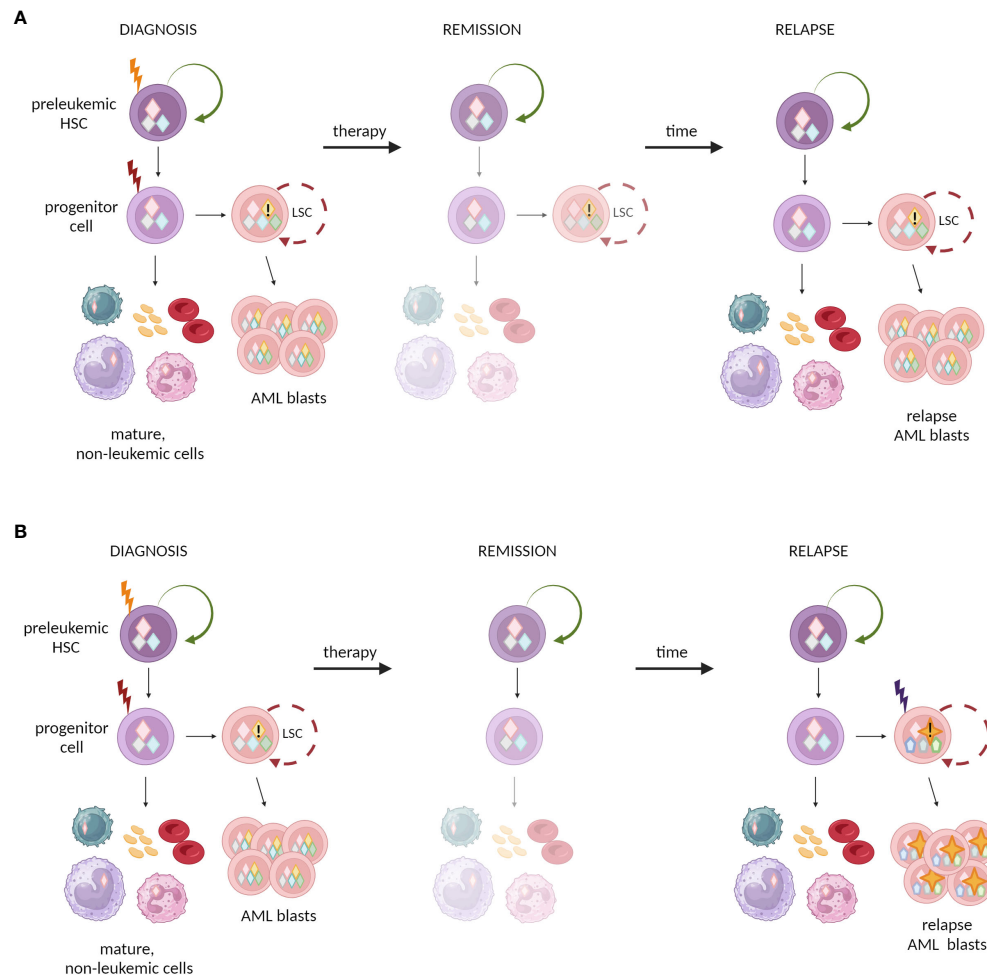 A
DIAGNOSIS
REMISSION
RELAPSE
preleukemic
HSC
therapy
time
progenitor
cell
!
LSC
!
LSC
!
LSC
AML blasts
mature,
non-leukemic cells
relapse
AML blasts
B
DIAGNOSIS
REMISSION
RELAPSE
preleukemic
HSC
therapy
time
progenitor
cell
!
LSC
!
AML blasts
mature,
non-leukemic cells
relapse
AML blasts